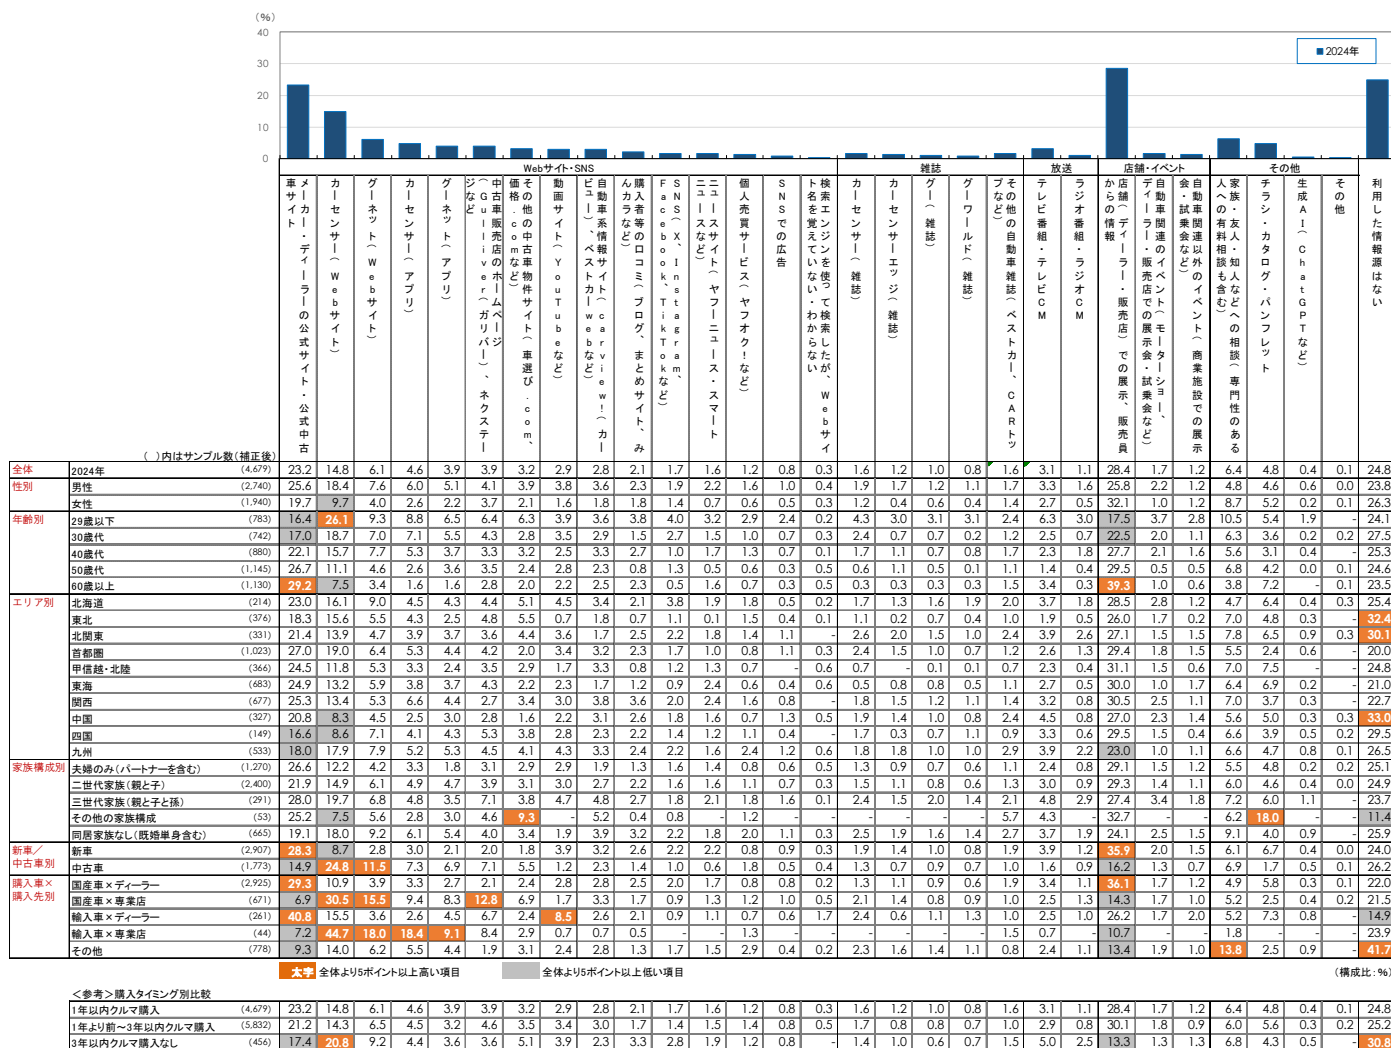 (%)
40
30
20
10
0
■2024年
Webサイト・SNS 雑誌 放送 店舗・イベント その他
メーカー・ディーラーの公式サイト・公式中古車サイト
カーセンサー(Webサイト)
グーネット(Webサイト)
カーセンサー(アプリ)
グーネット(アプリ)
中古車販売店のホームページ(Gulliver(ガリバー)、ネクステージなど
その他の中古車物件サイト(車選び.com、価格.comなど)
動画サイト(YouTubeなど)
自動車系情報サイト(carview!(カービュー)、ベストカーwebなど)
購入者等の口コミ(ブログ、まとめサイト、みんカラなど)
SNS(X、Instagram、Facebook、TikTokなど)
ニュースサイト(ヤフーニュース・スマートニュースなど)
個人売買サービス(ヤフオク!など)
SNSでの広告
検索エンジンを使って検索したが、Webサイト名を覚えていない・わからない
カーセンサー(雑誌)
カーセンサーエッジ(雑誌)
グー(雑誌)
グーワールド(雑誌)
その他の自動車雑誌(ベストカー、CARトップなど)
テレビ番組・テレビCM
ラジオ番組・ラジオCM
店舗(ディーラー・販売店)での展示、販売員からの情報
自動車関連のイベント(モーターショー、ディーラー・販売店での展示会・試乗会など)
自動車関連以外のイベント(商業施設での展示会・試乗会など)
家族・友人・知人などへの相談(専門性のある人への有料相談も含む)
チラシ・カタログ・パンフレット
生成AI(ChatGPTなど)
その他
利用した情報源はない
( )内はサンプル数(補正後)
全体 2024年 (4,679) 23.2 14.8 6.1 4.6 3.9 3.9 3.2 2.9 2.8 2.1 1.7 1.6 1.2 0.8 0.3 1.6 1.2 1.0 0.8 1.6 3.1 1.1 28.4 1.7 1.2 6.4 4.8 0.4 0.1 24.8
性別 男性 (2,740) 25.6 18.4 7.6 6.0 5.1 4.1 3.9 3.8 3.6 2.3 1.9 2.2 1.6 1.0 0.4 1.9 1.7 1.2 1.1 1.7 3.3 1.6 25.8 2.2 1.2 4.8 4.6 0.6 0.0 23.8
女性 (1,940) 19.7 9.7 4.0 2.6 2.2 3.7 2.1 1.6 1.8 1.8 1.4 0.7 0.6 0.5 0.3 1.2 0.4 0.6 0.4 1.4 2.7 0.5 32.1 1.0 1.2 8.7 5.2 0.2 0.1 26.3
年齢別 29歳以下 (783) 16.4 26.1 9.3 8.8 6.5 6.4 6.3 3.9 3.6 3.8 4.0 3.2 2.9 2.4 0.2 4.3 3.0 3.1 3.1 2.4 6.3 3.0 17.5 3.7 2.8 10.5 5.4 1.9 - 24.1
30歳代 (742) 17.0 18.7 7.0 7.1 5.5 4.3 2.8 3.5 2.9 1.5 2.7 1.5 1.0 0.7 0.3 2.4 0.7 0.7 0.2 1.2 2.5 0.7 22.5 2.0 1.1 6.3 3.6 0.2 0.2 27.5
40歳代 (880) 22.1 15.7 7.7 5.3 3.7 3.3 3.2 2.5 3.3 2.7 1.0 1.7 1.3 0.7 0.1 1.7 1.1 0.7 0.8 1.7 2.3 1.8 27.7 2.1 1.6 5.6 3.1 0.4 - 25.3
50歳代 (1,145) 26.7 11.1 4.6 2.6 3.6 3.5 2.4 2.8 2.3 0.8 1.3 0.5 0.6 0.3 0.5 0.6 1.1 0.5 0.1 1.1 1.4 0.4 29.5 0.5 0.5 6.8 4.2 0.0 0.1 24.6
60歳以上 (1,130) 29.2 7.5 3.4 1.6 1.6 2.8 2.0 2.2 2.5 2.3 0.5 1.6 0.7 0.3 0.5 0.3 0.3 0.3 0.3 1.5 3.4 0.3 39.3 1.0 0.6 3.8 7.2 - 0.1 23.5
エリア別 北海道 (214) 23.0 16.1 9.0 4.5 4.3 4.4 5.1 4.5 3.4 2.1 3.8 1.9 1.8 0.5 0.2 1.7 1.3 1.6 1.9 2.0 3.7 1.8 28.5 2.8 1.2 4.7 6.4 0.4 0.3 25.4
東北 (376) 18.3 15.6 5.5 4.3 2.5 4.8 5.5 0.7 1.8 0.7 1.1 0.1 1.5 0.4 0.1 1.1 0.2 0.7 0.4 1.0 1.9 0.5 26.0 1.7 0.2 7.0 4.8 0.3 - 32.4
北関東 (331) 21.4 13.9 4.7 3.9 3.7 3.6 4.4 3.6 1.7 2.5 2.2 1.8 1.4 1.1 - 2.6 2.0 1.5 1.0 2.4 3.9 2.6 27.1 1.5 1.5 7.8 6.5 0.9 0.3 30.1
首都圏 (1,023) 27.0 19.0 6.4 5.3 4.4 4.2 2.0 3.4 3.2 2.3 1.7 1.0 0.8 1.1 0.3 2.4 1.5 1.0 0.7 1.2 2.6 1.3 29.4 1.8 1.5 5.5 2.4 0.6 - 20.0
甲信越・北陸 (366) 24.5 11.8 5.3 3.3 2.4 3.5 2.9 1.7 3.3 0.8 1.2 1.3 0.7 - 0.6 0.7 - 0.1 0.1 0.7 2.3 0.4 31.1 1.5 0.6 7.0 7.5 - - 24.8
東海 (683) 24.9 13.2 5.9 3.8 3.7 4.3 2.2 2.3 1.7 1.2 0.9 2.4 0.6 0.4 0.6 0.5 0.8 0.8 0.5 1.1 2.7 0.5 30.0 1.0 1.7 6.4 6.9 0.2 - 21.0
関西 (677) 25.3 13.4 5.3 6.6 4.4 2.7 3.4 3.0 3.8 3.6 2.0 2.4 1.6 0.8 - 1.8 1.5 1.2 1.1 1.4 3.2 0.8 30.5 2.5 1.1 7.0 3.7 0.3 - 22.7
中国 (327) 20.8 8.3 4.5 2.5 3.0 2.8 1.6 2.2 3.1 2.6 1.8 1.6 0.7 1.3 0.5 1.9 1.4 1.0 0.8 2.4 4.5 0.8 27.0 2.3 1.4 5.6 5.0 0.3 0.3 33.0
四国 (149) 16.6 8.6 7.1 4.1 4.3 5.3 3.8 2.8 2.3 2.2 1.4 1.2 1.1 0.4 - 1.7 0.3 0.7 1.1 0.9 3.3 0.6 29.5 1.5 0.4 6.6 3.9 0.5 0.2 29.5
九州 (533) 18.0 17.9 7.9 5.2 5.3 4.5 4.1 4.3 3.3 2.4 2.2 1.6 2.4 1.2 0.6 1.8 1.8 1.0 1.0 2.9 3.9 2.2 23.0 1.0 1.1 6.6 4.7 0.8 0.1 26.5
家族構成別 夫婦のみ(パートナーを含む) (1,270) 26.6 12.2 4.2 3.3 1.8 3.1 2.9 2.9 1.9 1.3 1.6 1.4 0.8 0.6 0.5 1.3 0.9 0.7 0.6 1.1 2.4 0.8 29.1 1.5 1.2 5.5 4.8 0.2 0.2 25.1
二世代家族(親と子) (2,400) 21.9 14.9 6.1 4.9 4.7 3.9 3.1 3.0 2.7 2.2 1.6 1.6 1.1 0.7 0.3 1.5 1.1 0.8 0.6 1.3 3.0 0.9 29.3 1.4 1.1 6.0 4.6 0.4 0.0 24.9
三世代家族(親と子と孫) (291) 28.0 19.7 6.8 4.8 3.5 7.1 3.8 4.7 4.8 2.7 1.8 2.1 1.8 1.6 0.1 2.4 1.5 2.0 1.4 2.1 4.8 2.9 27.4 3.4 1.8 7.2 6.0 1.1 - 23.7
その他の家族構成 (53) 25.2 7.5 5.6 2.8 3.0 4.6 9.3 - 5.2 0.4 0.8 - 1.2 - - - - - - 5.7 4.3 - 32.7 - - 6.2 18.0 - - 11.4
同居家族なし(既婚単身含む) (665) 19.1 18.0 9.2 6.1 5.4 4.0 3.4 1.9 3.9 3.2 2.2 1.8 2.0 1.1 0.3 2.5 1.9 1.6 1.4 2.7 3.7 1.9 24.1 2.5 1.5 9.1 4.0 0.9 - 25.9
新車/中古車別 新車 (2,907) 28.3 8.7 2.8 3.0 2.1 2.0 1.8 3.9 3.2 2.6 2.2 2.2 0.8 0.9 0.3 1.9 1.4 1.0 0.8 1.9 3.9 1.2 35.9 2.0 1.5 6.1 6.7 0.4 0.0 24.0
中古車 (1,773) 14.9 24.8 11.5 7.3 6.9 7.1 5.5 1.2 2.3 1.4 1.0 0.6 1.8 0.5 0.4 1.3 0.7 0.9 0.7 1.0 1.6 0.9 16.2 1.3 0.7 6.9 1.7 0.5 0.1 26.2
購入車×購入先別 国産車×ディーラー (2,925) 29.3 10.9 3.9 3.3 2.7 2.1 2.4 2.8 2.8 2.5 2.0 1.7 0.8 0.8 0.2 1.3 1.1 0.9 0.6 1.9 3.4 1.1 36.1 1.7 1.2 4.9 5.8 0.3 0.1 22.0
国産車×専業店 (671) 6.9 30.5 15.5 9.4 8.3 12.8 6.9 1.7 3.3 1.7 0.9 1.3 1.2 1.0 0.5 2.1 1.4 0.8 0.9 1.0 2.5 1.3 14.3 1.7 1.0 5.2 2.5 0.4 0.2 21.5
輸入車×ディーラー (261) 40.8 15.5 3.6 2.6 4.5 6.7 2.4 8.5 2.6 2.1 0.9 1.1 0.7 0.6 1.7 2.4 0.6 1.1 1.3 1.0 2.5 1.0 26.2 1.7 2.0 5.2 7.3 0.8 - 14.9
輸入車×専業店 (44) 7.2 44.7 18.0 18.4 9.1 8.4 2.9 0.7 0.7 0.5 - - 1.3 - - - - - - 1.5 0.7 - 10.7 - - 1.8 - - - 23.9
その他 (778) 9.3 14.0 6.2 5.5 4.4 1.9 3.1 2.4 2.8 1.3 1.7 1.5 2.9 0.4 0.2 2.3 1.6 1.4 1.1 0.8 2.4 1.1 13.4 1.9 1.0 13.8 2.5 0.9 - 41.7
太字 全体より5ポイント以上高い項目 全体より5ポイント以上低い項目 (構成比:%)
<参考>購入タイミング別比較
1年以内クルマ購入 (4,679) 23.2 14.8 6.1 4.6 3.9 3.9 3.2 2.9 2.8 2.1 1.7 1.6 1.2 0.8 0.3 1.6 1.2 1.0 0.8 1.6 3.1 1.1 28.4 1.7 1.2 6.4 4.8 0.4 0.1 24.8
1年より前~3年以内クルマ購入 (5,832) 21.2 14.3 6.5 4.5 3.2 4.6 3.5 3.4 3.0 1.7 1.4 1.5 1.4 0.8 0.5 1.7 0.8 0.8 0.7 1.0 2.9 0.8 30.1 1.8 0.9 6.0 5.6 0.3 0.2 25.2
3年以内クルマ購入なし (456) 17.4 20.8 9.2 4.4 3.6 3.6 5.1 3.9 2.3 3.3 2.8 1.9 1.2 0.8 - 1.4 1.0 0.6 0.7 1.5 5.0 2.5 13.3 1.3 1.3 6.8 4.3 0.5 - 30.8